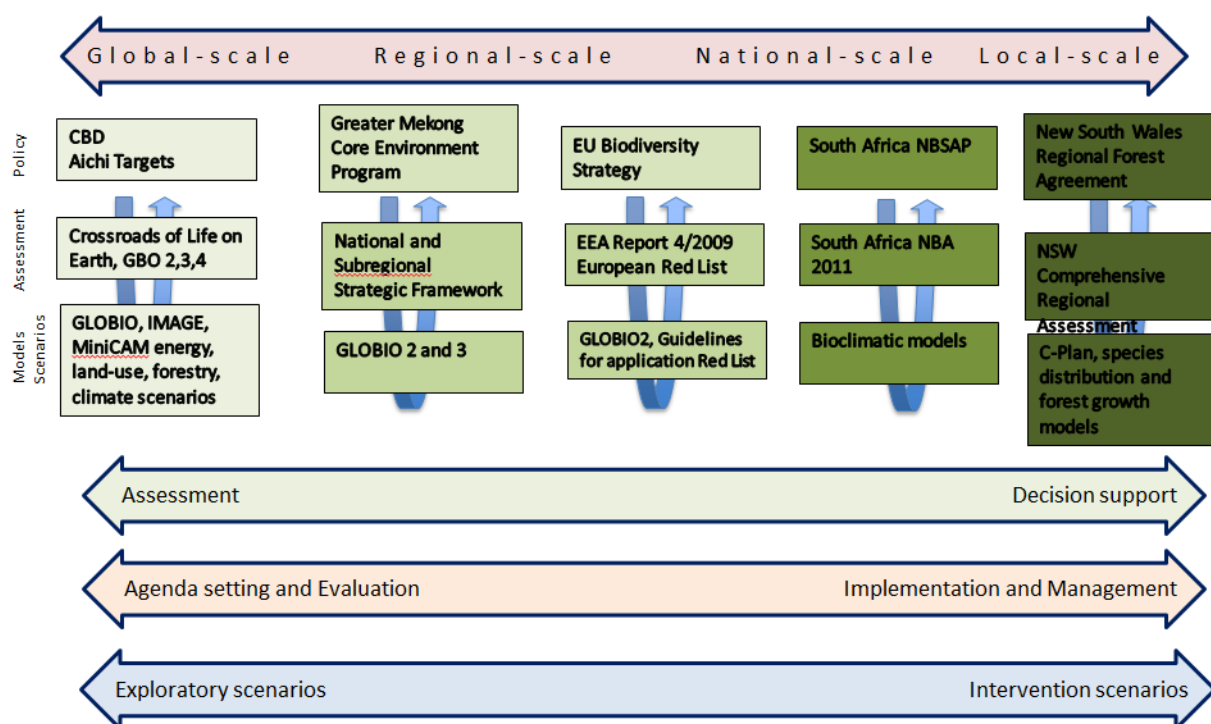 Global-scale Regional-scale National-scale Local-scale
Policy
CBD
Aichi Targets
Greater Mekong
Core Environment
Program
EU Biodiversity
Strategy
South Africa NBSAP
New South Wales
Regional Forest
Agreement
Assessment
Crossroads of Life on
Earth, GBO 2,3,4
National and
Subregional
Strategic Framework
EEA Report 4/2009
European Red List
South Africa NBA
2011
NSW
Comprehensive
Regional
Assessment
Models
Scenarios
GLOBIO, IMAGE,
MiniCAM energy,
land-use, forestry,
climate scenarios
GLOBIO 2 and 3
GLOBIO2, Guidelines
for application Red List
Bioclimatic models
C-Plan, species
distribution and
forest growth
models
Assessment Decision support
Agenda setting and Evaluation Implementation and Management
Exploratory scenarios Intervention scenarios